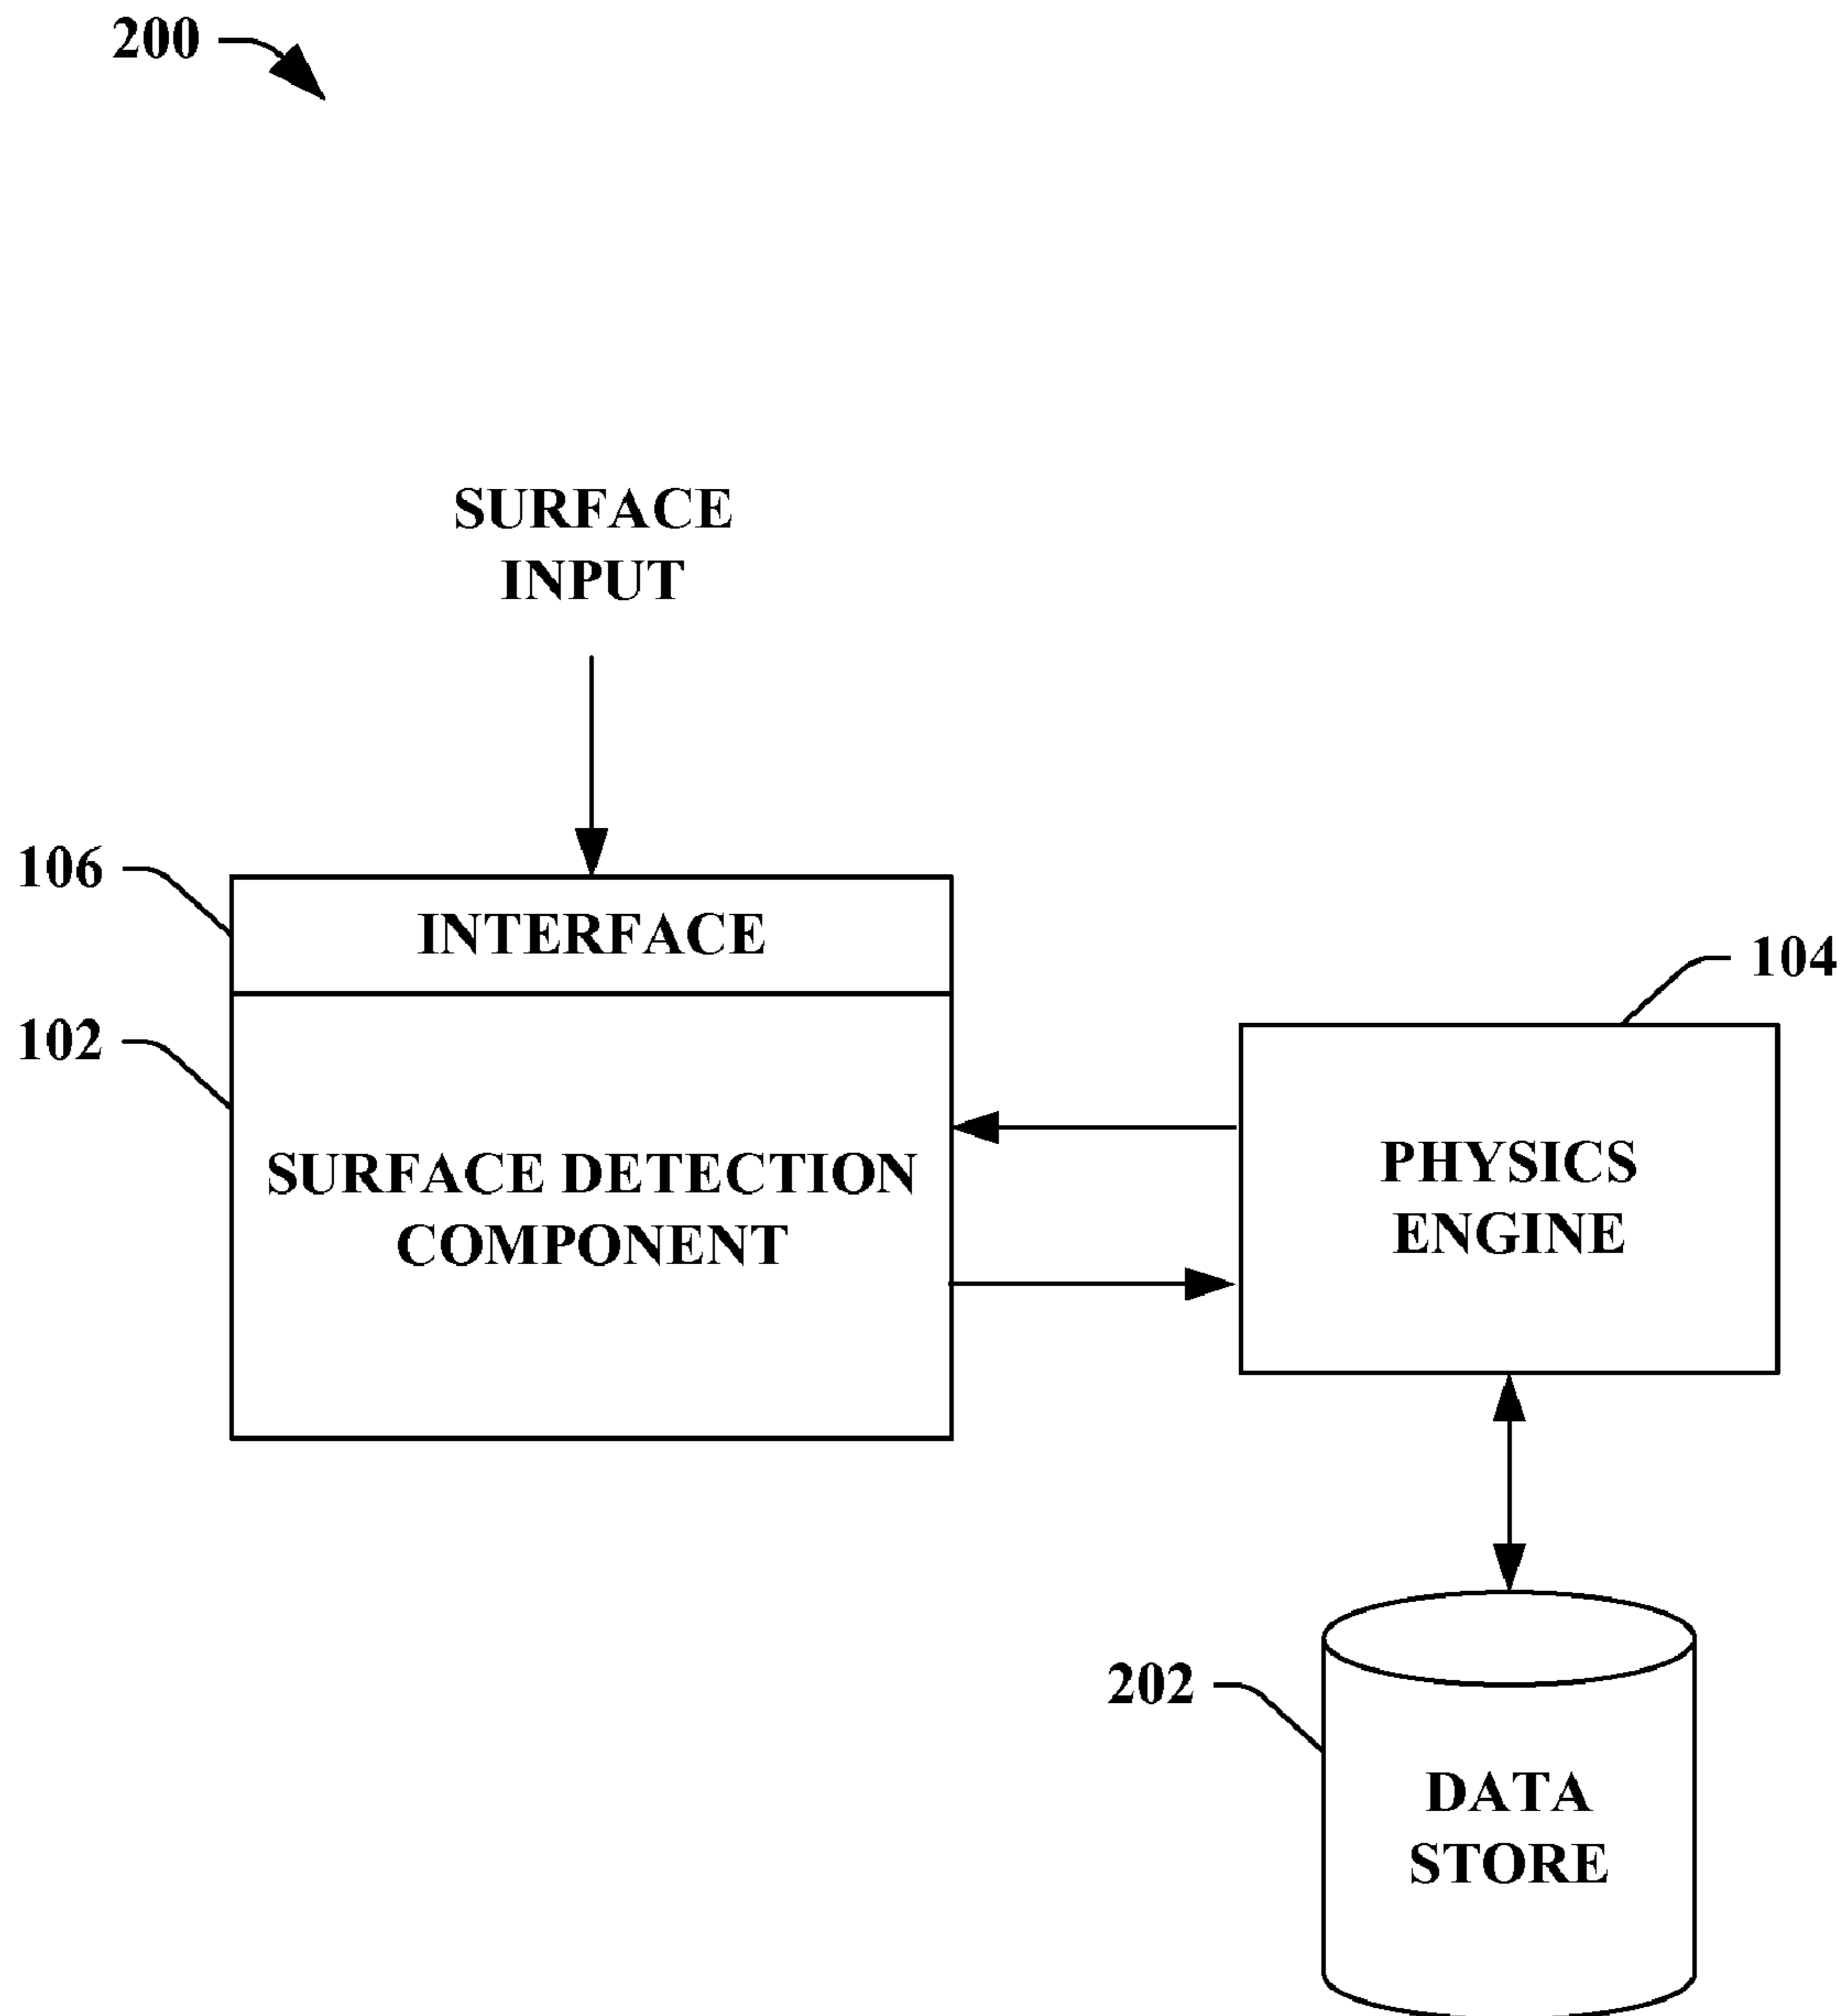 200
SURFACE
INPUT
106
INTERFACE
104
102
SURFACE DETECTION
COMPONENT
PHYSICS
ENGINE
202
DATA
STORE